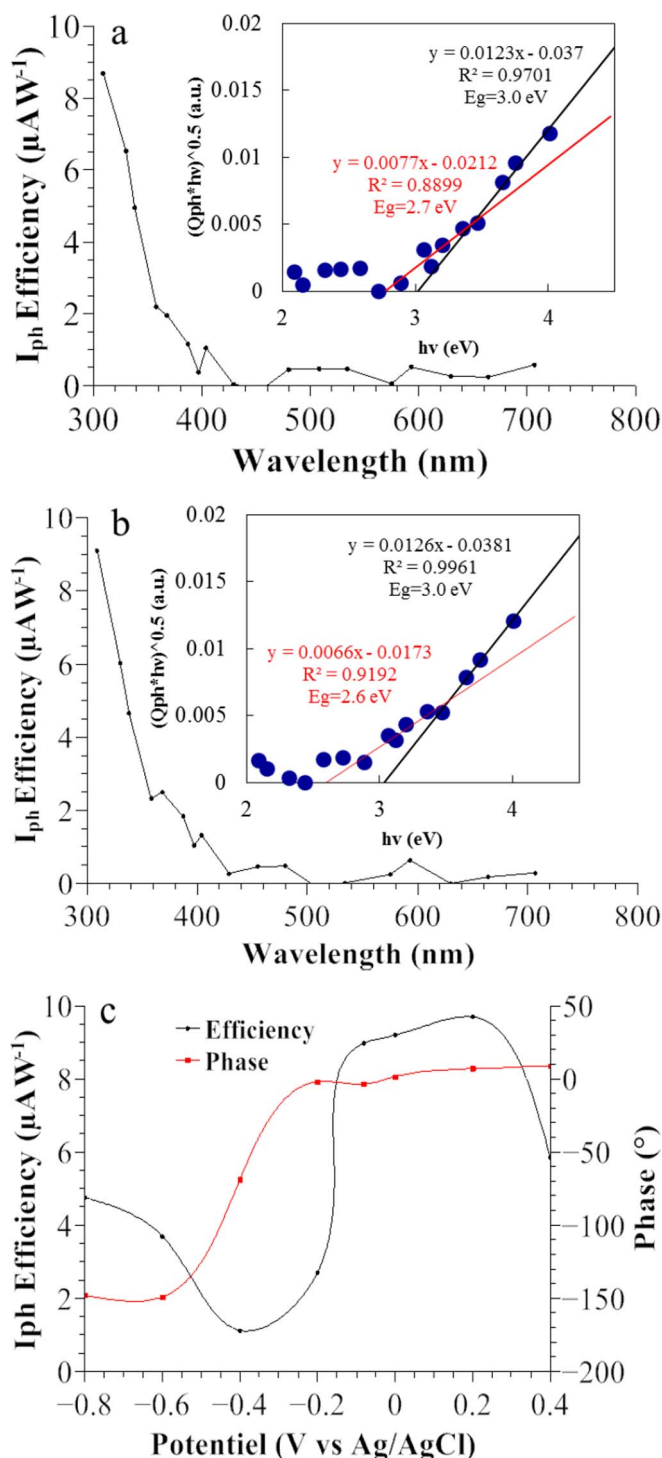 a
I_ph Efficiency (µAW⁻¹)
10
8
6
4
2
0
300 400 500 600 700 800
Wavelength (nm)
((Qph*hv)^0.5 (a.u.)
0.02
0.015
0.01
0.005
0
2 3 4
hv (eV)
y = 0.0123x - 0.037
R² = 0.9701
Eg=3.0 eV
y = 0.0077x - 0.0212
R² = 0.8899
Eg=2.7 eV
b
I_ph Efficiency (µAW⁻¹)
10
8
6
4
2
0
300 400 500 600 700 800
Wavelength (nm)
((Qph*hv)^0.5 (a.u.)
0.02
0.015
0.01
0.005
0
2 3 4
hv (eV)
y = 0.0126x - 0.0381
R² = 0.9961
Eg=3.0 eV
y = 0.0066x - 0.0173
R² = 0.9192
Eg=2.6 eV
c
Efficiency
Phase
Iph Efficiency (µAW⁻¹)
10
8
6
4
2
0
−0.8 −0.6 −0.4 −0.2 0 0.2 0.4
Potentiel (V vs Ag/AgCl)
50
0
−50
−100
−150
−200
Phase (°)